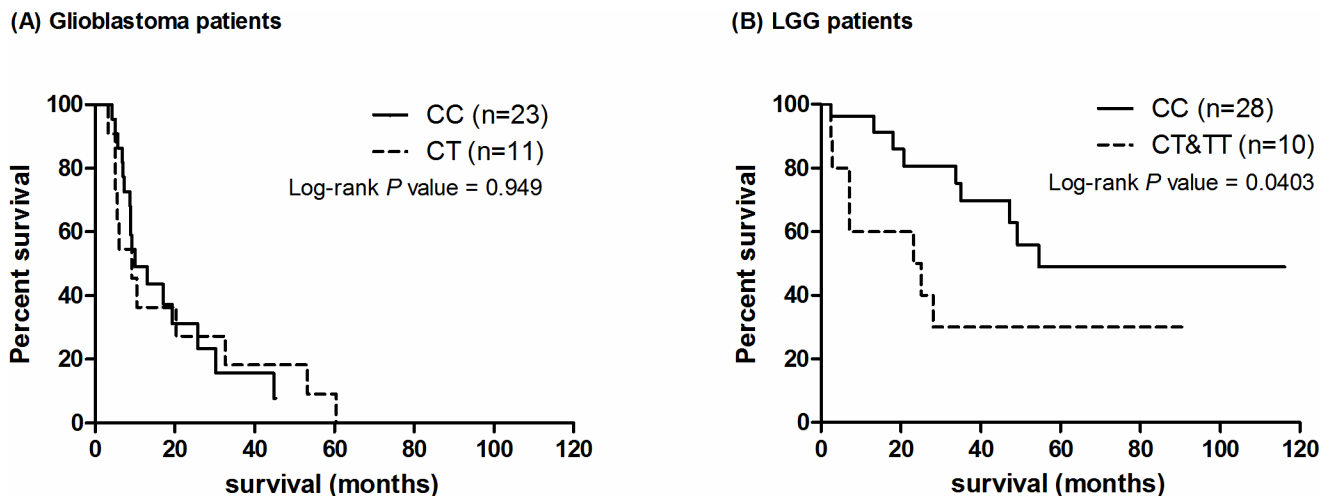 (A) Glioblastoma patients
CC (n=23)
CT (n=11)
Log-rank P value = 0.949
Percent survival
100
80
60
40
20
0
0 20 40 60 80 100 120
survival (months)
(B) LGG patients
CC (n=28)
CT&TT (n=10)
Log-rank P value = 0.0403
Percent survival
100
80
60
40
20
0
0 20 40 60 80 100 120
survival (months)